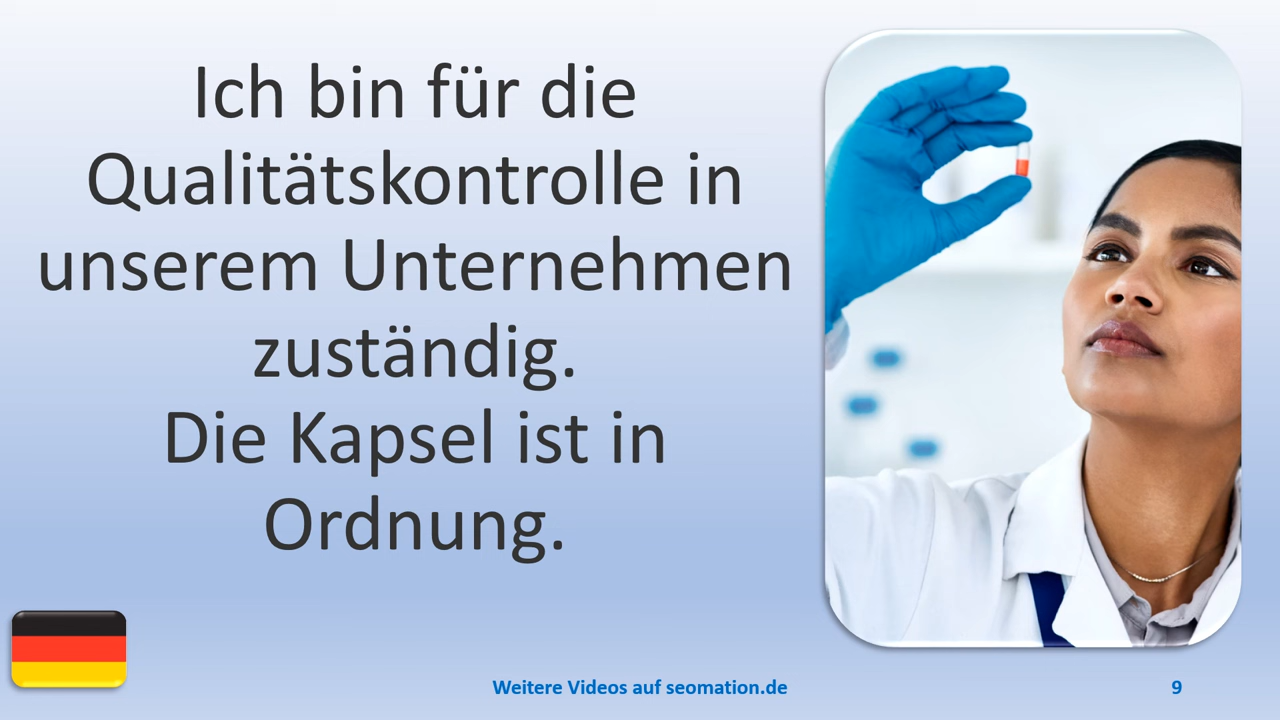 Ich bin für die
Qualitätskontrolle in
unserem Unternehmen
zuständig.
Die Kapsel ist in
Ordnung.
Weitere Videos auf seomation.de
9